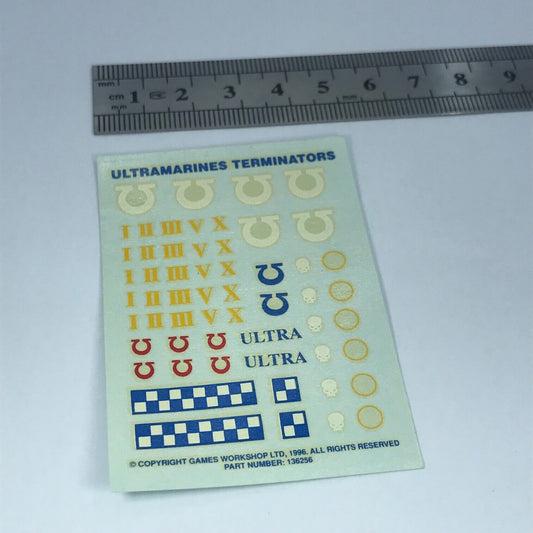 mm
cm 1 2 3 4 5 6 7 8 9
mm
ULTRAMARINES TERMINATORS
I II III V X
I II III V X
I II III V X
I II III V X
I II III V X
ULTRA
ULTRA
© COPYRIGHT GAMES WORKSHOP LTD, 1996. ALL RIGHTS RESERVED
PART NUMBER: 136256